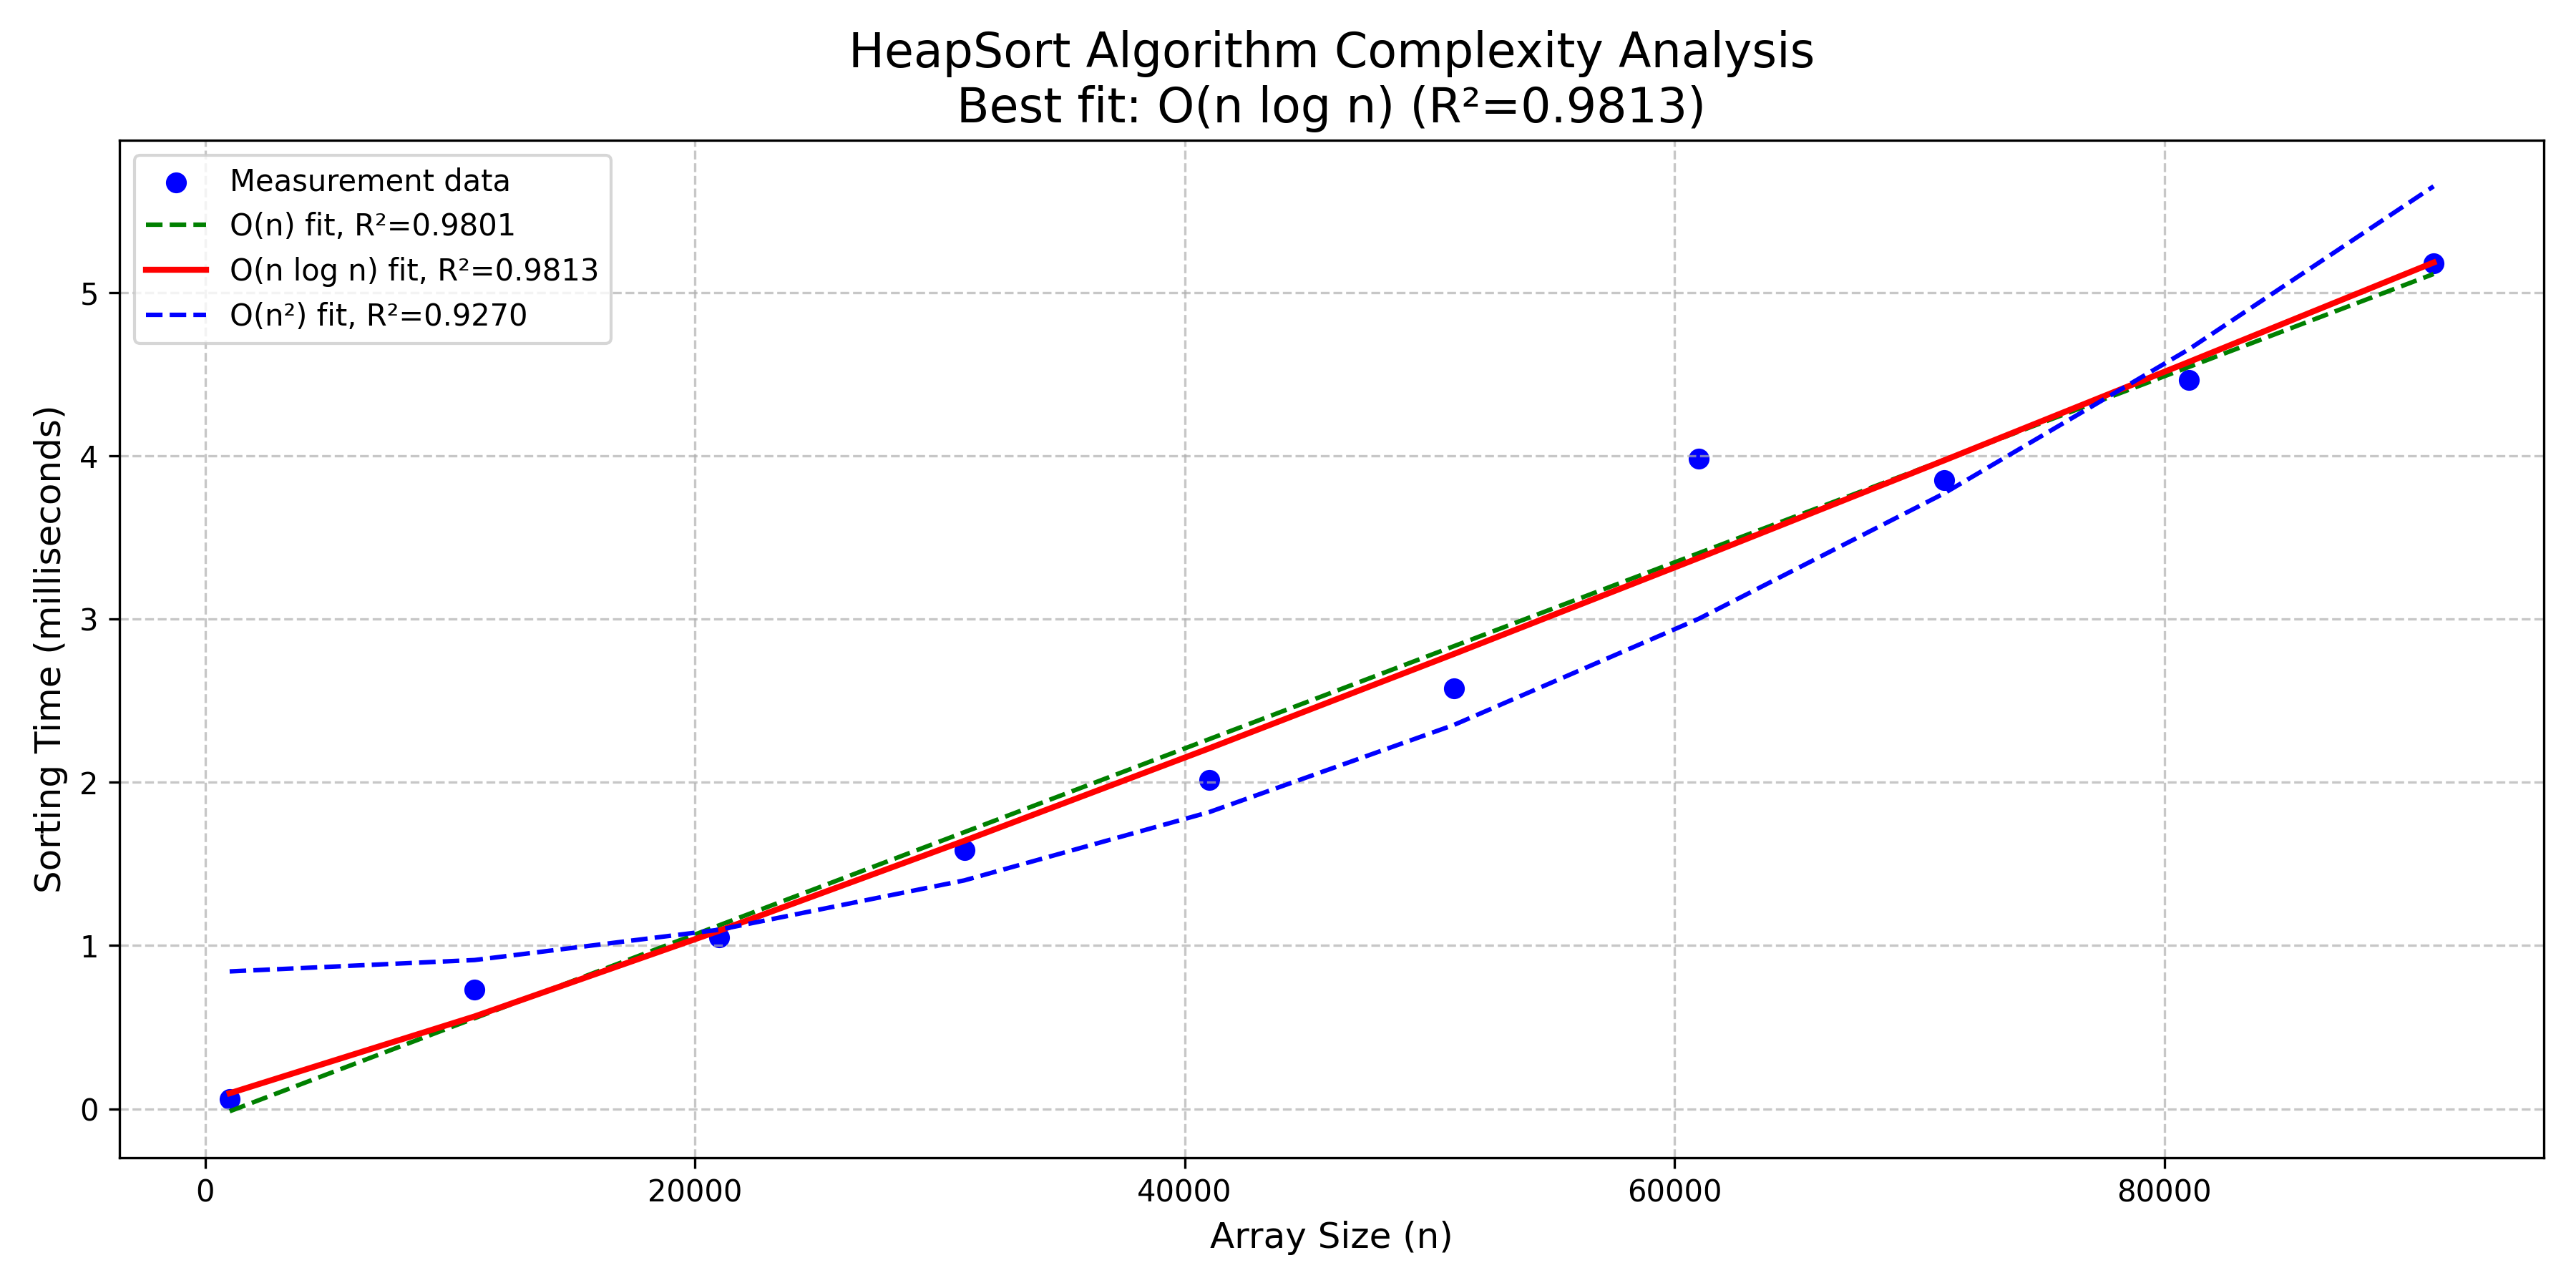 HeapSort Algorithm Complexity Analysis
Best fit: O(n log n) (R²=0.9813)
Measurement data
O(n) fit, R²=0.9801
O(n log n) fit, R²=0.9813
O(n²) fit, R²=0.9270
Sorting Time (milliseconds)
5
4
3
2
1
0
0 20000 40000 60000 80000
Array Size (n)